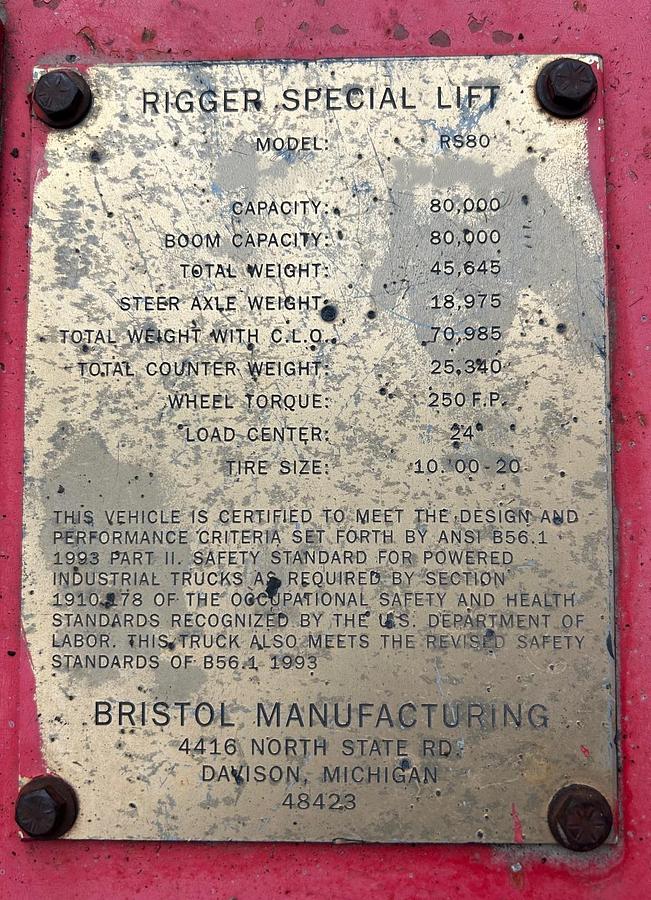 RIGGER SPECIAL LIFT
MODEL: RS80
CAPACITY: 80,000
BOOM CAPACITY: 80,000
TOTAL WEIGHT: 45,645
STEER AXLE WEIGHT: 18,975
TOTAL WEIGHT WITH C.L.O.: 70,985
TOTAL COUNTER WEIGHT: 25,340
WHEEL TORQUE: 250 F.P.
LOAD CENTER: 24"
TIRE SIZE: 10.00-20
THIS VEHICLE IS CERTIFIED TO MEET THE DESIGN AND
PERFORMANCE CRITERIA SET FORTH BY ANSI B56.1
1993 PART II. SAFETY STANDARD FOR POWERED
INDUSTRIAL TRUCKS AS REQUIRED BY SECTION
1910.178 OF THE OCCUPATIONAL SAFETY AND HEALTH
STANDARDS RECOGNIZED BY THE U.S. DEPARTMENT OF
LABOR. THIS TRUCK ALSO MEETS THE REVISED SAFETY
STANDARDS OF B56.1 1993
BRISTOL MANUFACTURING
4416 NORTH STATE RD.
DAVISON, MICHIGAN
48423